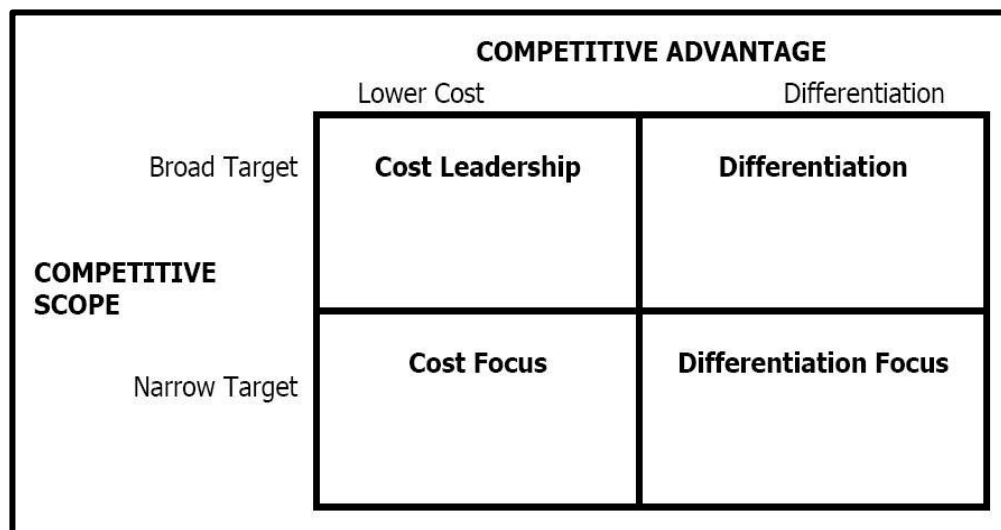 COMPETITIVE ADVANTAGE
Lower Cost Differentiation
Broad Target Cost Leadership Differentiation
COMPETITIVE
SCOPE
Narrow Target Cost Focus Differentiation Focus